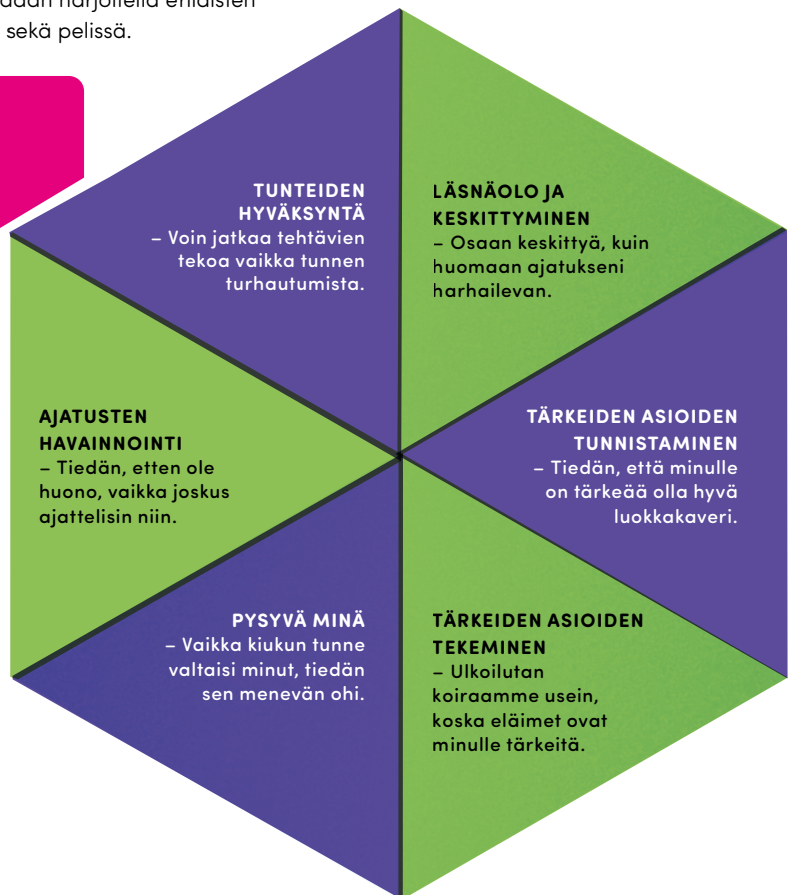 harjoitella erilaisten
sekä pelissä.
TUNTEIDEN
HYVÄKSYNTÄ
– Voin jatkaa tehtävien
tekoa vaikka tunnen
turhautumista.
LÄSNÄOLO JA
KESKITTYMINEN
– Osaan keskittyä, kuin
huomaan ajatukseni
harhailevan.
AJATUSTEN
HAVAINNOINTI
– Tiedän, etten ole
huono, vaikka joskus
ajattelisin niin.
TÄRKEIDEN ASIOIDEN
TUNNISTAMINEN
– Tiedän, että minulle
on tärkeää olla hyvä
luokkakaveri.
PYSYVÄ MINÄ
– Vaikka kiukun tunne
valtaisi minut, tiedän
sen menevän ohi.
TÄRKEIDEN ASIOIDEN
TEKEMINEN
– Ulkoilutan
koiraamme usein,
koska eläimet ovat
minulle tärkeitä.